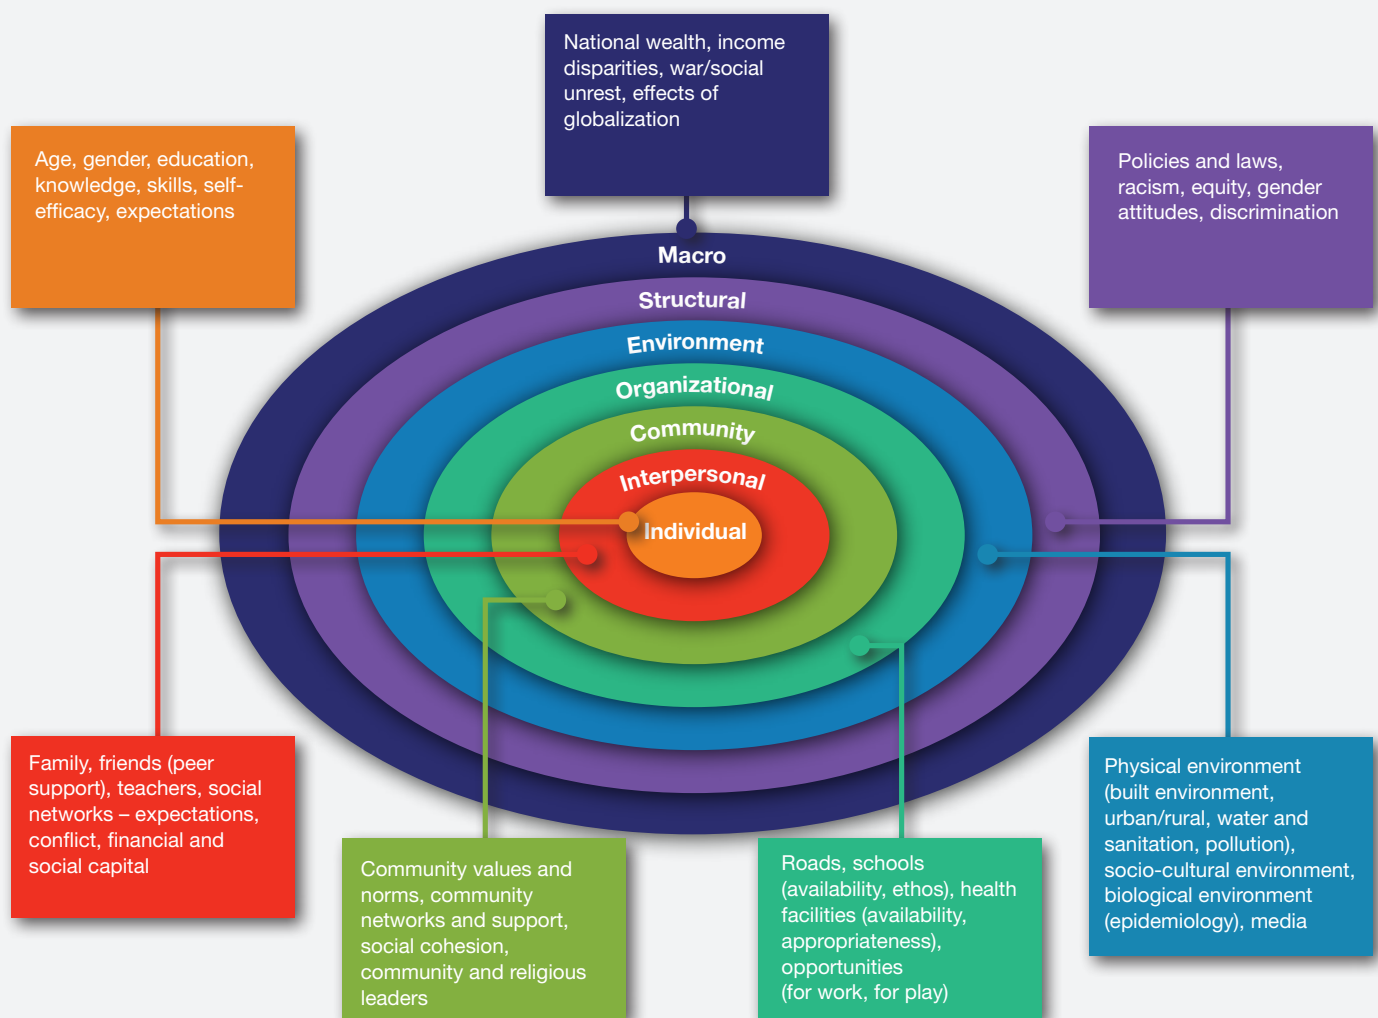 National wealth, income
disparities, war/social
unrest, effects of
globalization
Age, gender, education,
knowledge, skills, self-
efficacy, expectations
Policies and laws,
racism, equity, gender
attitudes, discrimination
Macro
Structural
Environment
Organizational
Community
Interpersonal
Individual
Family, friends (peer
support), teachers, social
networks – expectations,
conflict, financial and
social capital
Community values and
norms, community
networks and support,
social cohesion,
community and religious
leaders
Roads, schools
(availability, ethos), health
facilities (availability,
appropriateness),
opportunities
(for work, for play)
Physical environment
(built environment,
urban/rural, water and
sanitation, pollution),
socio-cultural environment,
biological environment
(epidemiology), media